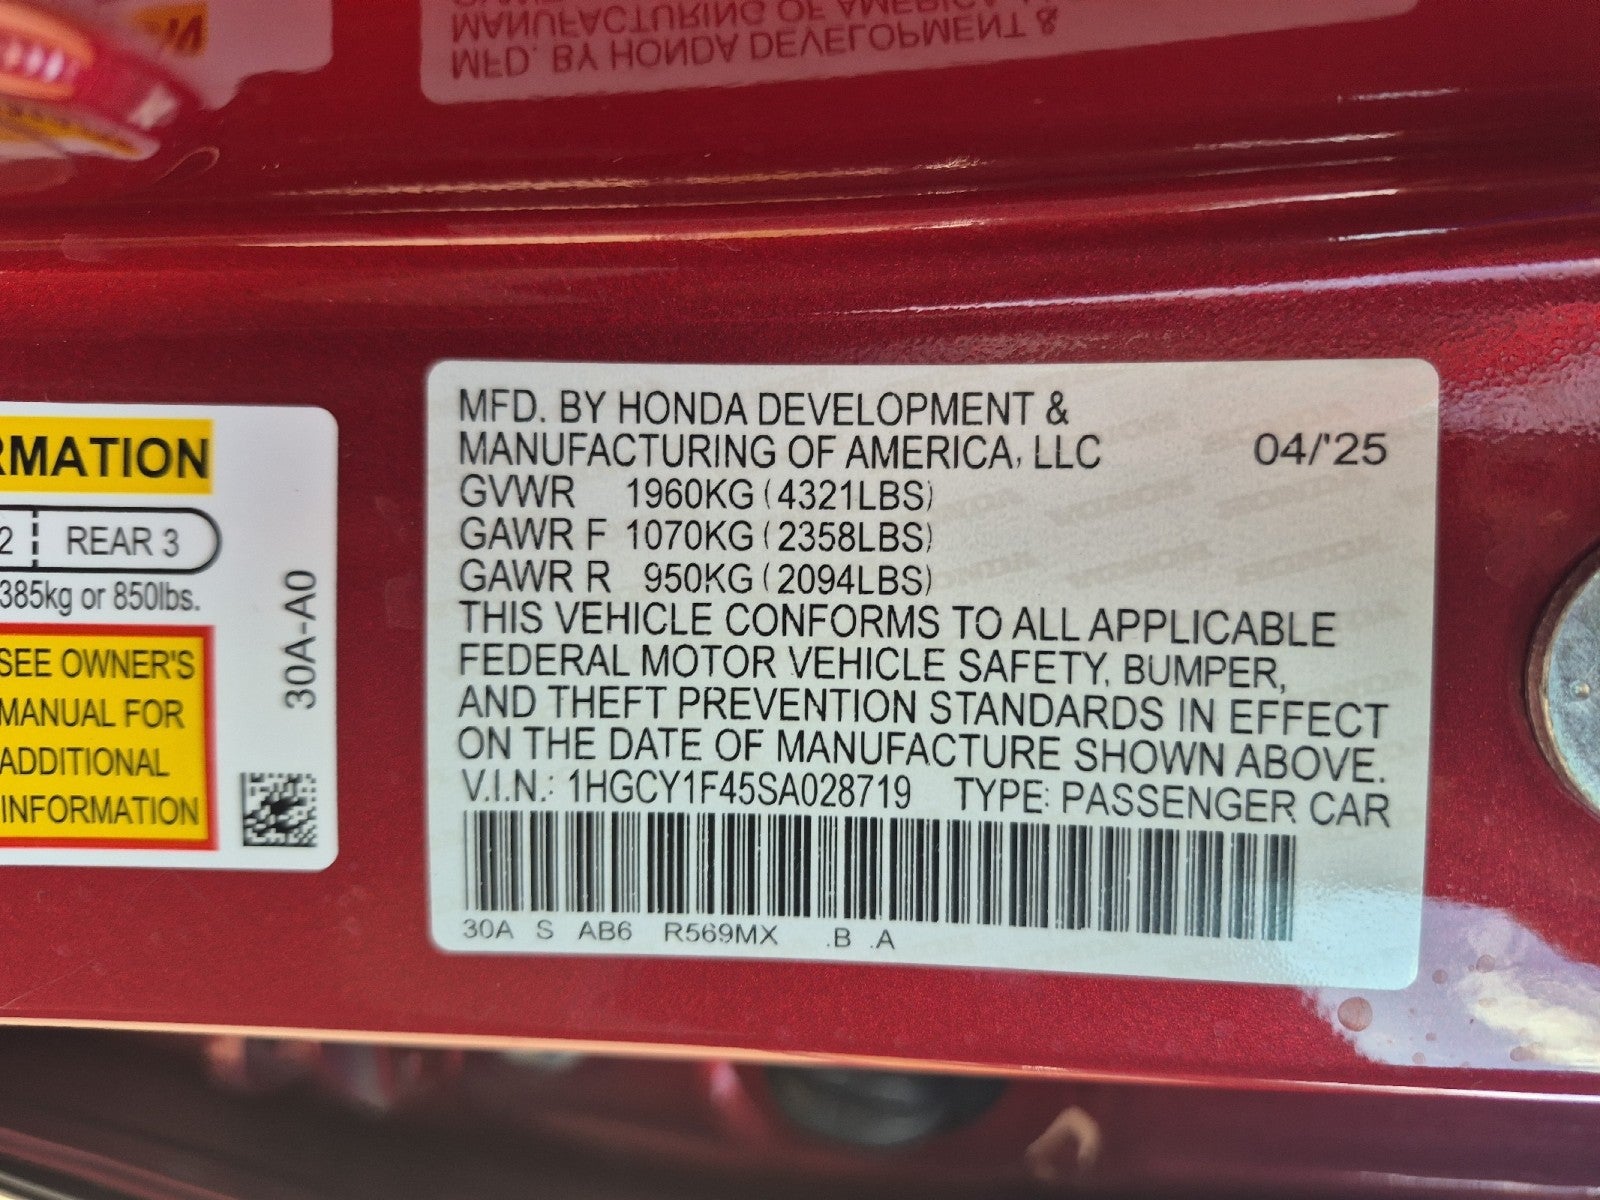 MANUFACTURING OF AMERICA, LLC
MFD. BY HONDA DEVELOPMENT &
RMATION
2 REAR 3
385kg or 850lbs.
SEE OWNER'S
MANUAL FOR
ADDITIONAL
INFORMATION
30A-A0
MFD. BY HONDA DEVELOPMENT &
MANUFACTURING OF AMERICA, LLC 04/'25
GVWR 1960KG (4321LBS)
GAWR F 1070KG (2358LBS)
GAWR R 950KG (2094LBS)
THIS VEHICLE CONFORMS TO ALL APPLICABLE
FEDERAL MOTOR VEHICLE SAFETY, BUMPER,
AND THEFT PREVENTION STANDARDS IN EFFECT
ON THE DATE OF MANUFACTURE SHOWN ABOVE.
V.I.N.: 1HGCY1F45SA028719 TYPE: PASSENGER CAR
30A S AB6 R569MX .B .A